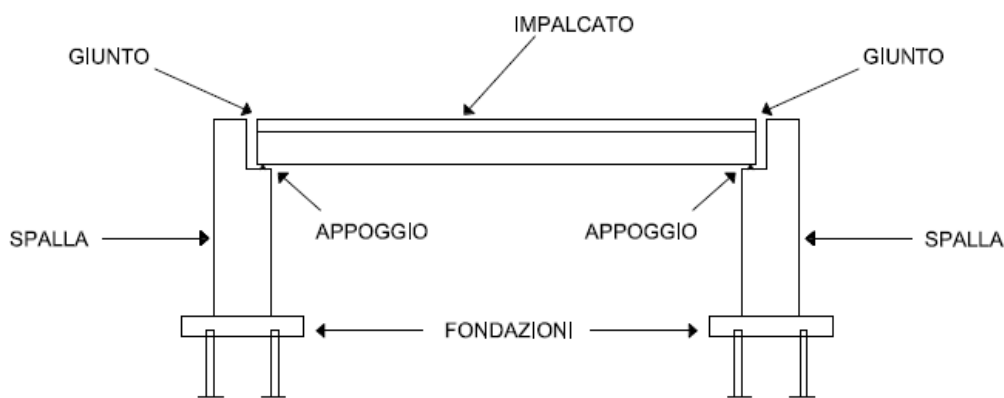 IMPALCATO
GIUNTO
GIUNTO
APPOGGIO
APPOGGIO
SPALLA
SPALLA
FONDAZIONI